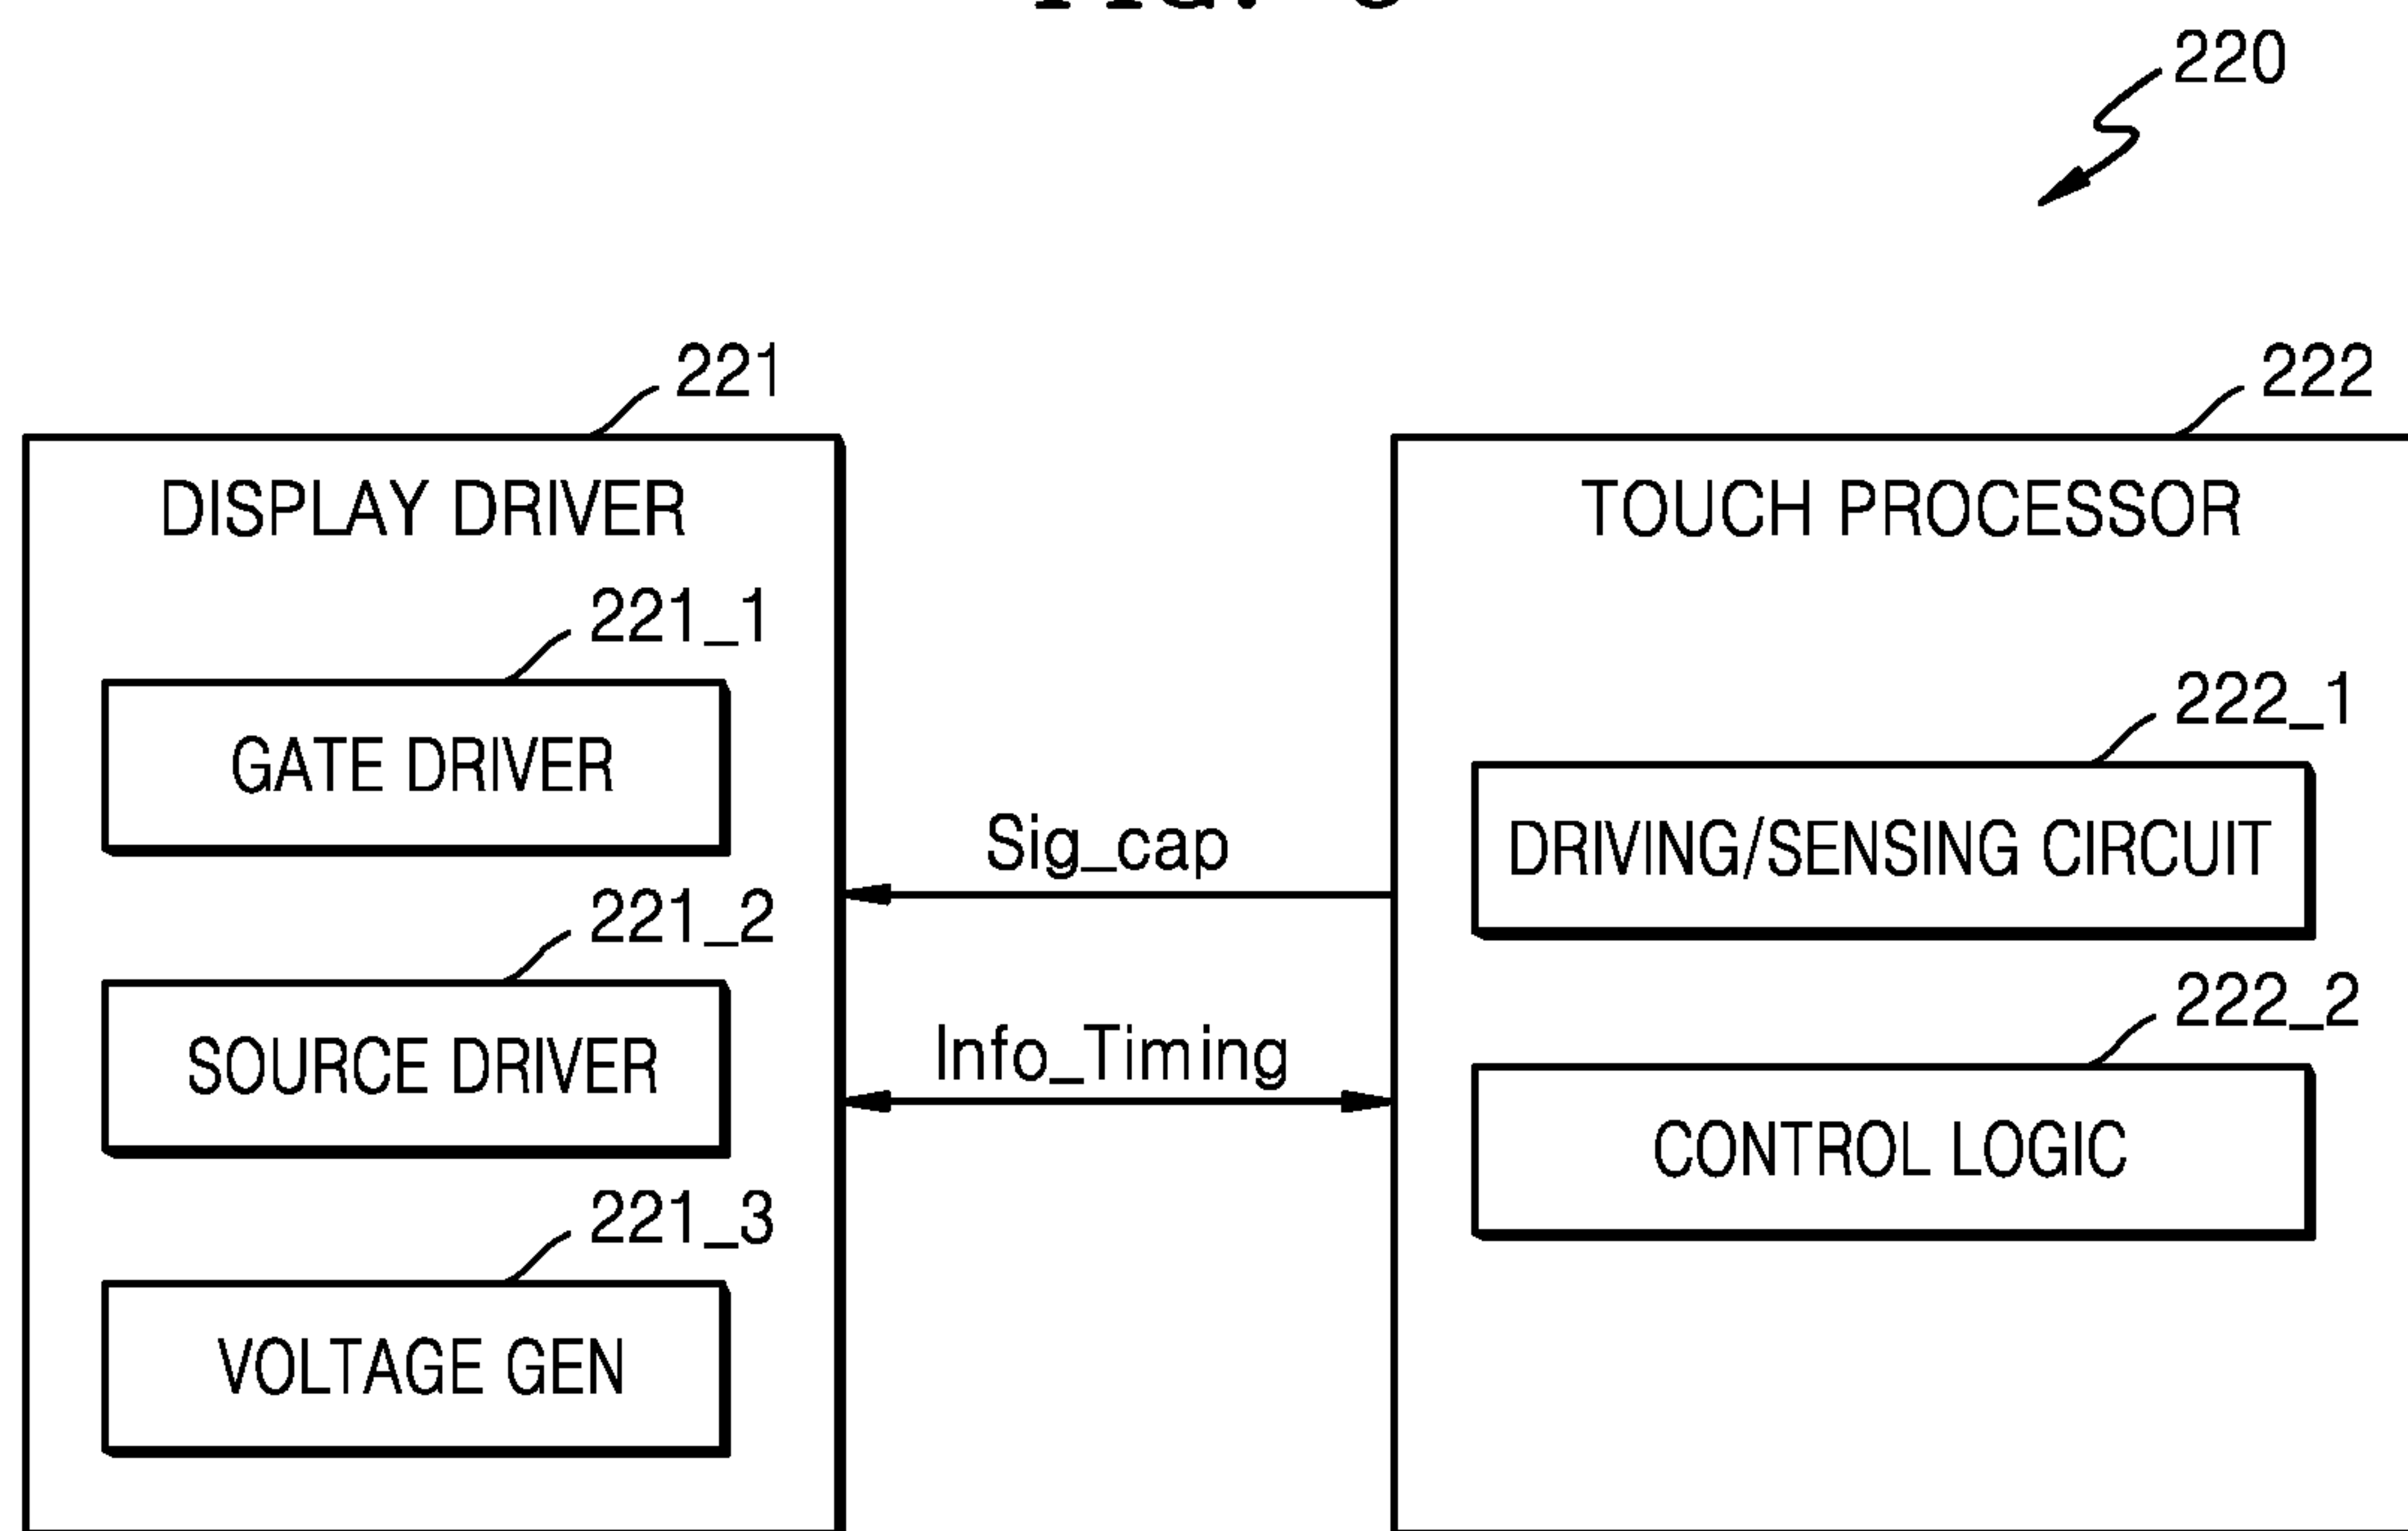 220
221
222
DISPLAY DRIVER
TOUCH PROCESSOR
221_1
GATE DRIVER
222_1
DRIVING/SENSING CIRCUIT
Sig_cap
221_2
SOURCE DRIVER
Info_Timing
222_2
CONTROL LOGIC
221_3
VOLTAGE GEN